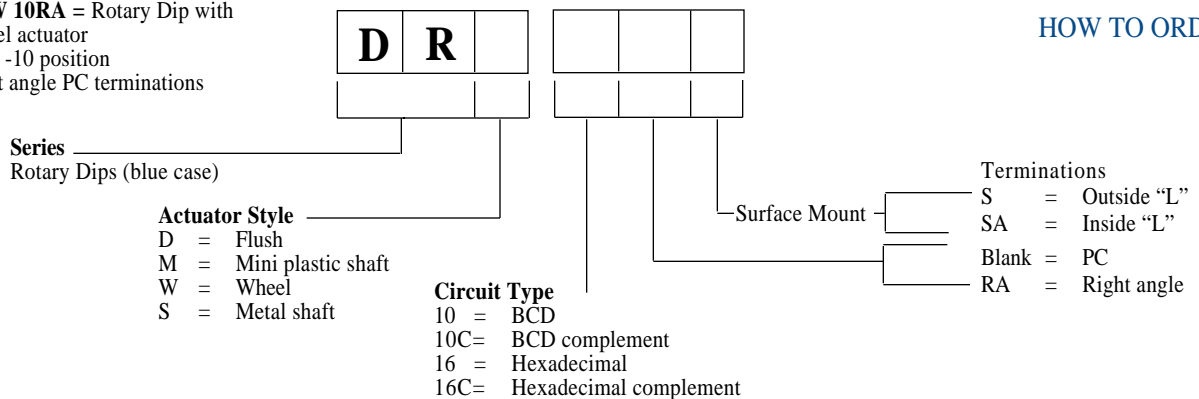 10RA = Rotary Dip with
actuator
-10 position
angle PC terminations
HOW TO
D R
Series
Rotary Dips (blue case)
Actuator Style
D = Flush
M = Mini plastic shaft
W = Wheel
S = Metal shaft
Circuit Type
10 = BCD
10C= BCD complement
16 = Hexadecimal
16C= Hexadecimal complement
Surface Mount
Terminations
S = Outside “L”
SA = Inside “L”
Blank = PC
RA = Right angle